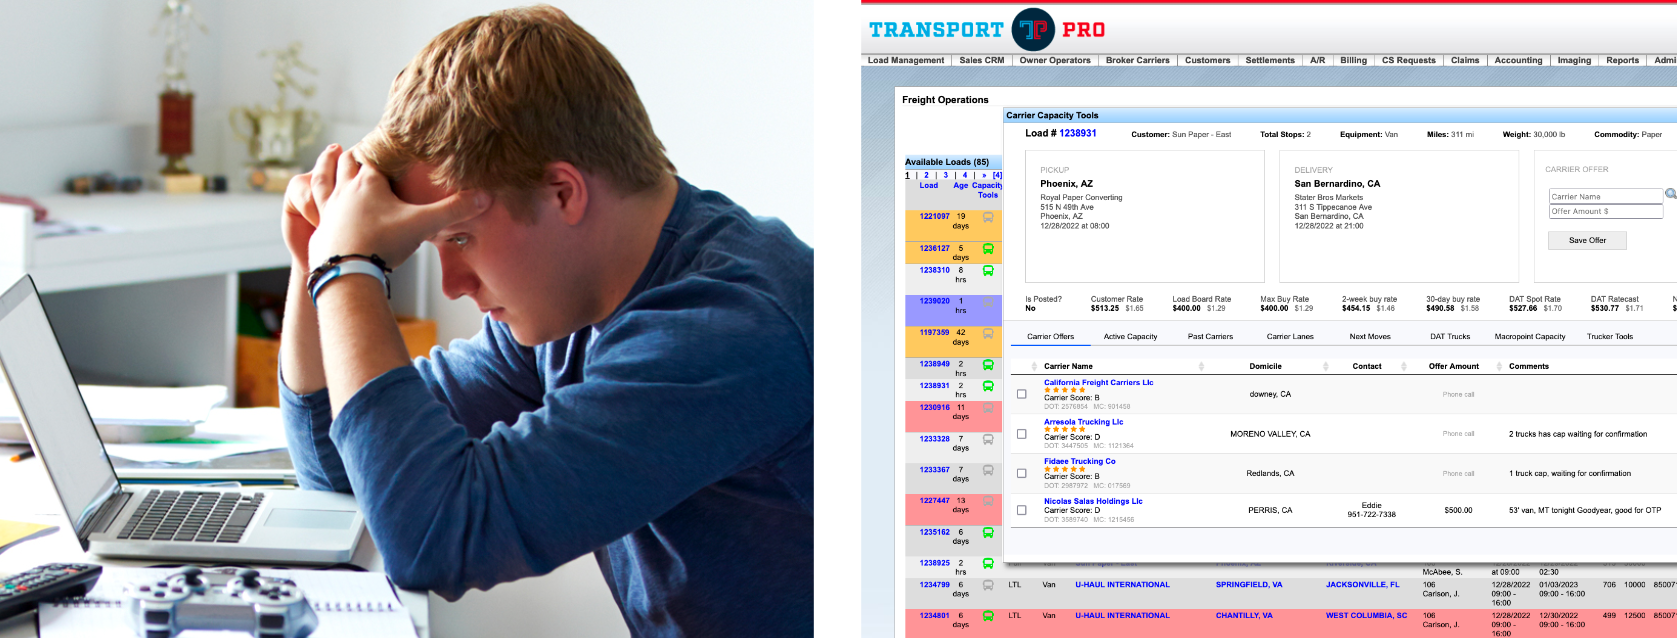 TRANSPORT TP PRO
Load Management Sales CRM Owner Operators Broker Carriers Customers Settlements A/R Billing CS Requests Claims Accounting Imaging Reports Admi
Freight Operations
Carrier Capacity Tools
Load # 1238931 Customer: Sun Paper - East Total Stops: 2 Equipment: Van Miles: 311 mi Weight: 30,000 lb Commodity: Paper
Available Loads (85)
1 | 2 | 3 | 4 | » [4]
Load Age Capacity
Tools
1221097 19
days
1236127 5
days
1238310 8
hrs
1239020 1
hrs
1197359 42
days
1238949 2
hrs
1238931 2
hrs
1230916 11
days
1233328 7
days
1233367 7
days
1227447 13
days
1235162 6
days
1238925 2
hrs
PICKUP
Phoenix, AZ
Royal Paper Converting
515 N 49th Ave
Phoenix, AZ
12/28/2022 at 08:00
DELIVERY
San Bernardino, CA
Stater Bros Markets
311 S Tippecanoe Ave
San Bernardino, CA
12/28/2022 at 21:00
CARRIER OFFER
Carrier Name
Offer Amount $
Save Offer
Is Posted? Customer Rate Load Board Rate Max Buy Rate 2-week buy rate 30-day buy rate DAT Spot Rate DAT Ratecast N
No $513.25 $1.65 $400.00 $1.29 $400.00 $1.29 $454.15 $1.46 $490.58 $1.58 $527.66 $1.70 $530.77 $1.71 $
Carrier Offers Active Capacity Past Carriers Carrier Lanes Next Moves DAT Trucks Macropoint Capacity Trucker Tools
Carrier Name Domicile Contact Offer Amount Comments
California Freight Carriers Llc
Carrier Score: B downey, CA Phone call
DOT: 2576854 MC: 901458
Arresola Trucking Llc
Carrier Score: D MORENO VALLEY, CA Phone call 2 trucks has cap waiting for confirmation
DOT: 3447505 MC: 1121364
Fidaee Trucking Co
Carrier Score: B Redlands, CA Phone call 1 truck cap, waiting for confirmation
DOT: 2987972 MC: 017569
Nicolas Salas Holdings Llc
Carrier Score: D PERRIS, CA Eddie 951-722-7338 $500.00 53' van, MT tonight Goodyear, good for OTP
DOT: 3589740 MC: 1215456
McAbee, S. at 09:00 02:30
1234799 6 LTL Van U-HAUL INTERNATIONAL SPRINGFIELD, VA JACKSONVILLE, FL 106 12/28/2022 01/03/2023 706 10000 85007
days Carlson, J. 09:00 - 09:00 - 16:00
16:00
1234801 6 LTL Van U-HAUL INTERNATIONAL CHANTILLY, VA WEST COLUMBIA, SC 106 12/28/2022 12/30/2022 499 12500 85007
days Carlson, J. 09:00 - 09:00 - 16:00
16:00